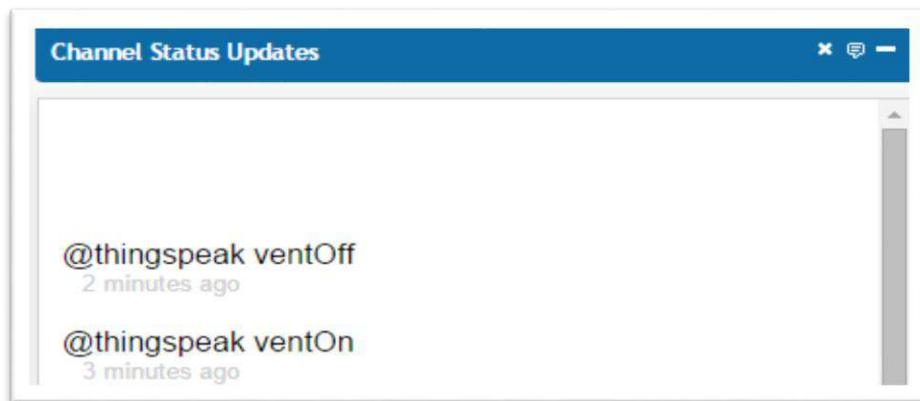 Channel Status Updates
@thingspeak ventOff
2 minutes ago
@thingspeak ventOn
3 minutes ago